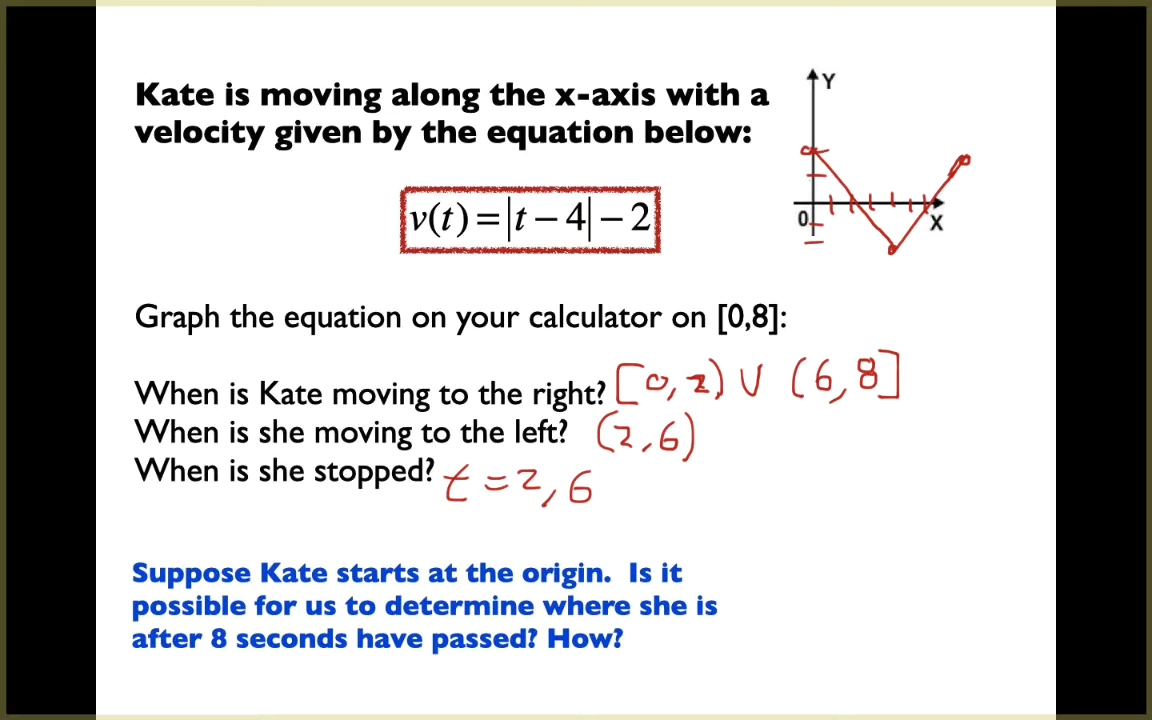 Kate is moving along the x-axis with a
velocity given by the equation below:
Y
v(t) = |t – 4| – 2
0
X
Graph the equation on your calculator on [0,8]:
When is Kate moving to the right? [0, 2) ∪ (6, 8]
When is she moving to the left? (2, 6)
When is she stopped? t = 2, 6
Suppose Kate starts at the origin. Is it
possible for us to determine where she is
after 8 seconds have passed? How?